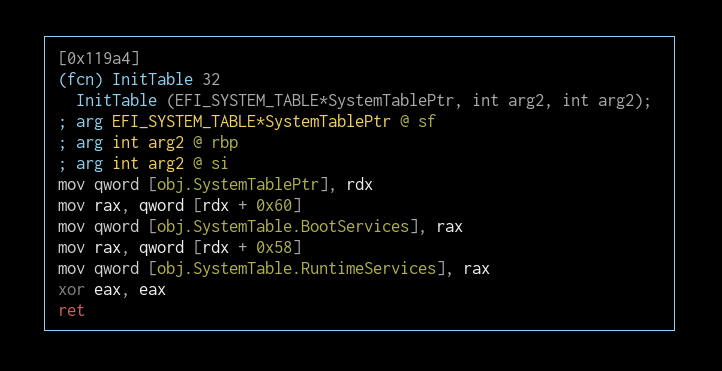 [0x119a4]
(fcn) InitTable 32
InitTable (EFI_SYSTEM_TABLE*SystemTablePtr, int arg2, int arg2);
; arg EFI_SYSTEM_TABLE*SystemTablePtr @ sf
; arg int arg2 @ rbp
; arg int arg2 @ si
mov qword [obj.SystemTablePtr], rdx
mov rax, qword [rdx + 0x60]
mov qword [obj.SystemTable.BootServices], rax
mov rax, qword [rdx + 0x58]
mov qword [obj.SystemTable.RuntimeServices], rax
xor eax, eax
ret